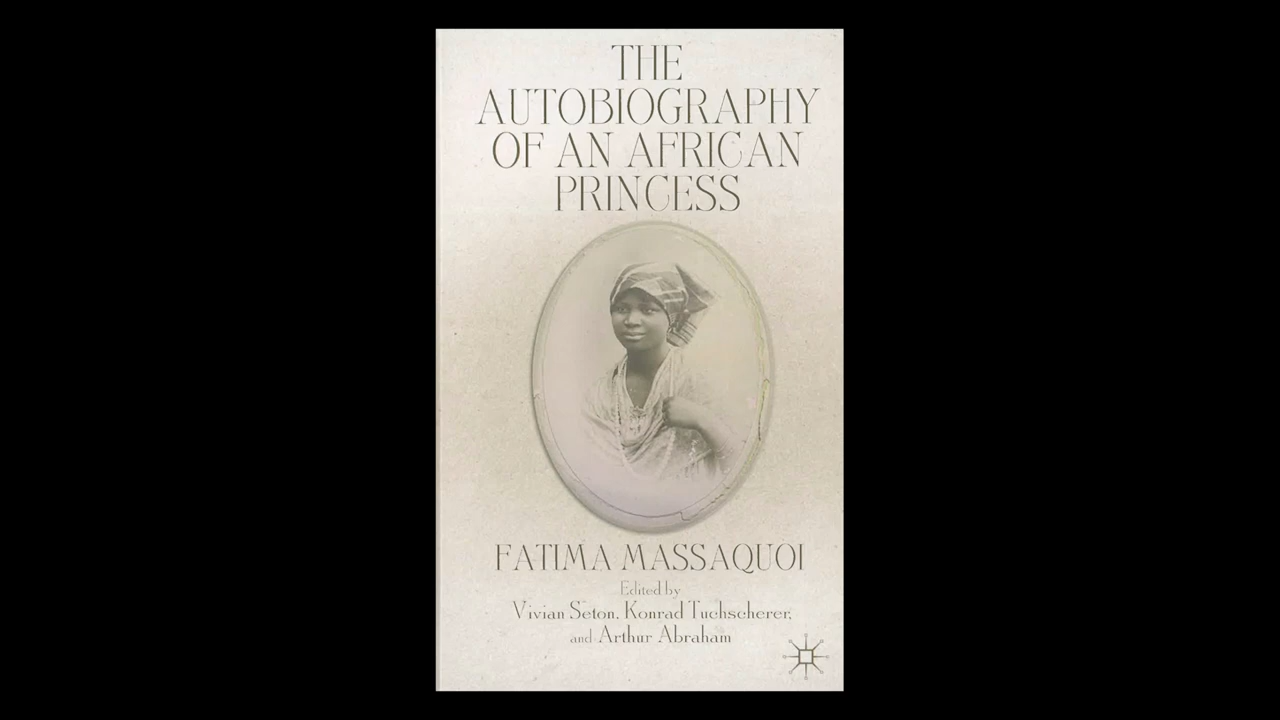 THE
AUTOBIOGRAPHY
OF AN AFRICAN
PRINCESS
FATIMA MASSAQUOI
Edited by
Vivian Seton, Konrad Tuchscherer,
and Arthur Abraham